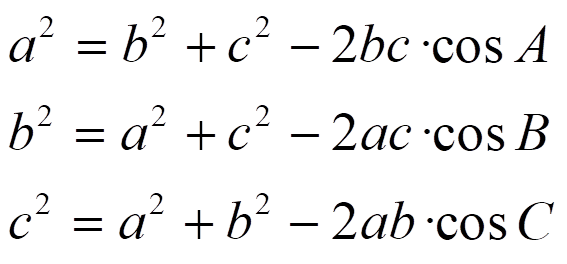 a² = b² + c² − 2bc·cos A
b² = a² + c² − 2ac·cos B
c² = a² + b² − 2ab·cos C